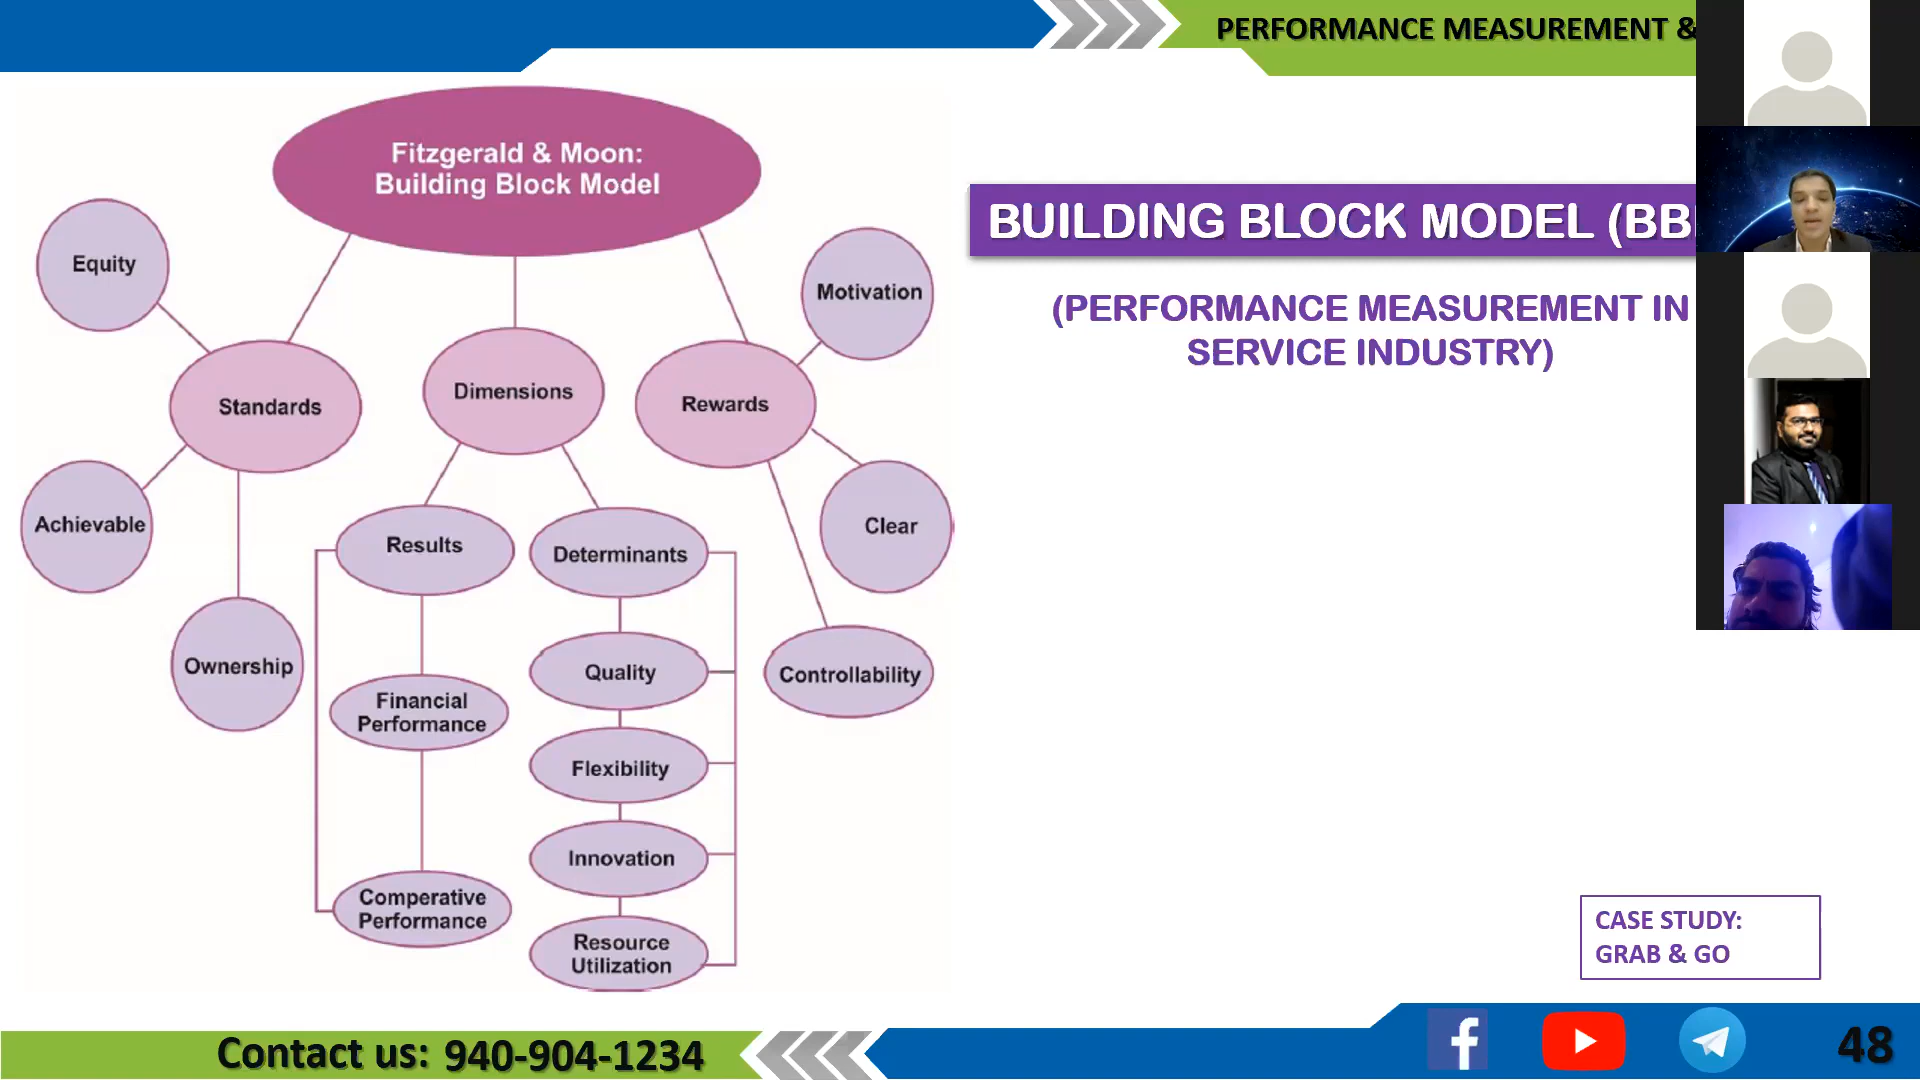 PERFORMANCE MEASUREMENT &
Fitzgerald & Moon:
Building Block Model
Equity
Standards
Achievable
Ownership
Dimensions
Results
Financial
Performance
Comperative
Performance
Determinants
Quality
Flexibility
Innovation
Resource
Utilization
Rewards
Motivation
Clear
Controllability
BUILDING BLOCK MODEL (BB
(PERFORMANCE MEASUREMENT IN
SERVICE INDUSTRY)
CASE STUDY:
GRAB & GO
Contact us: 940-904-1234
48